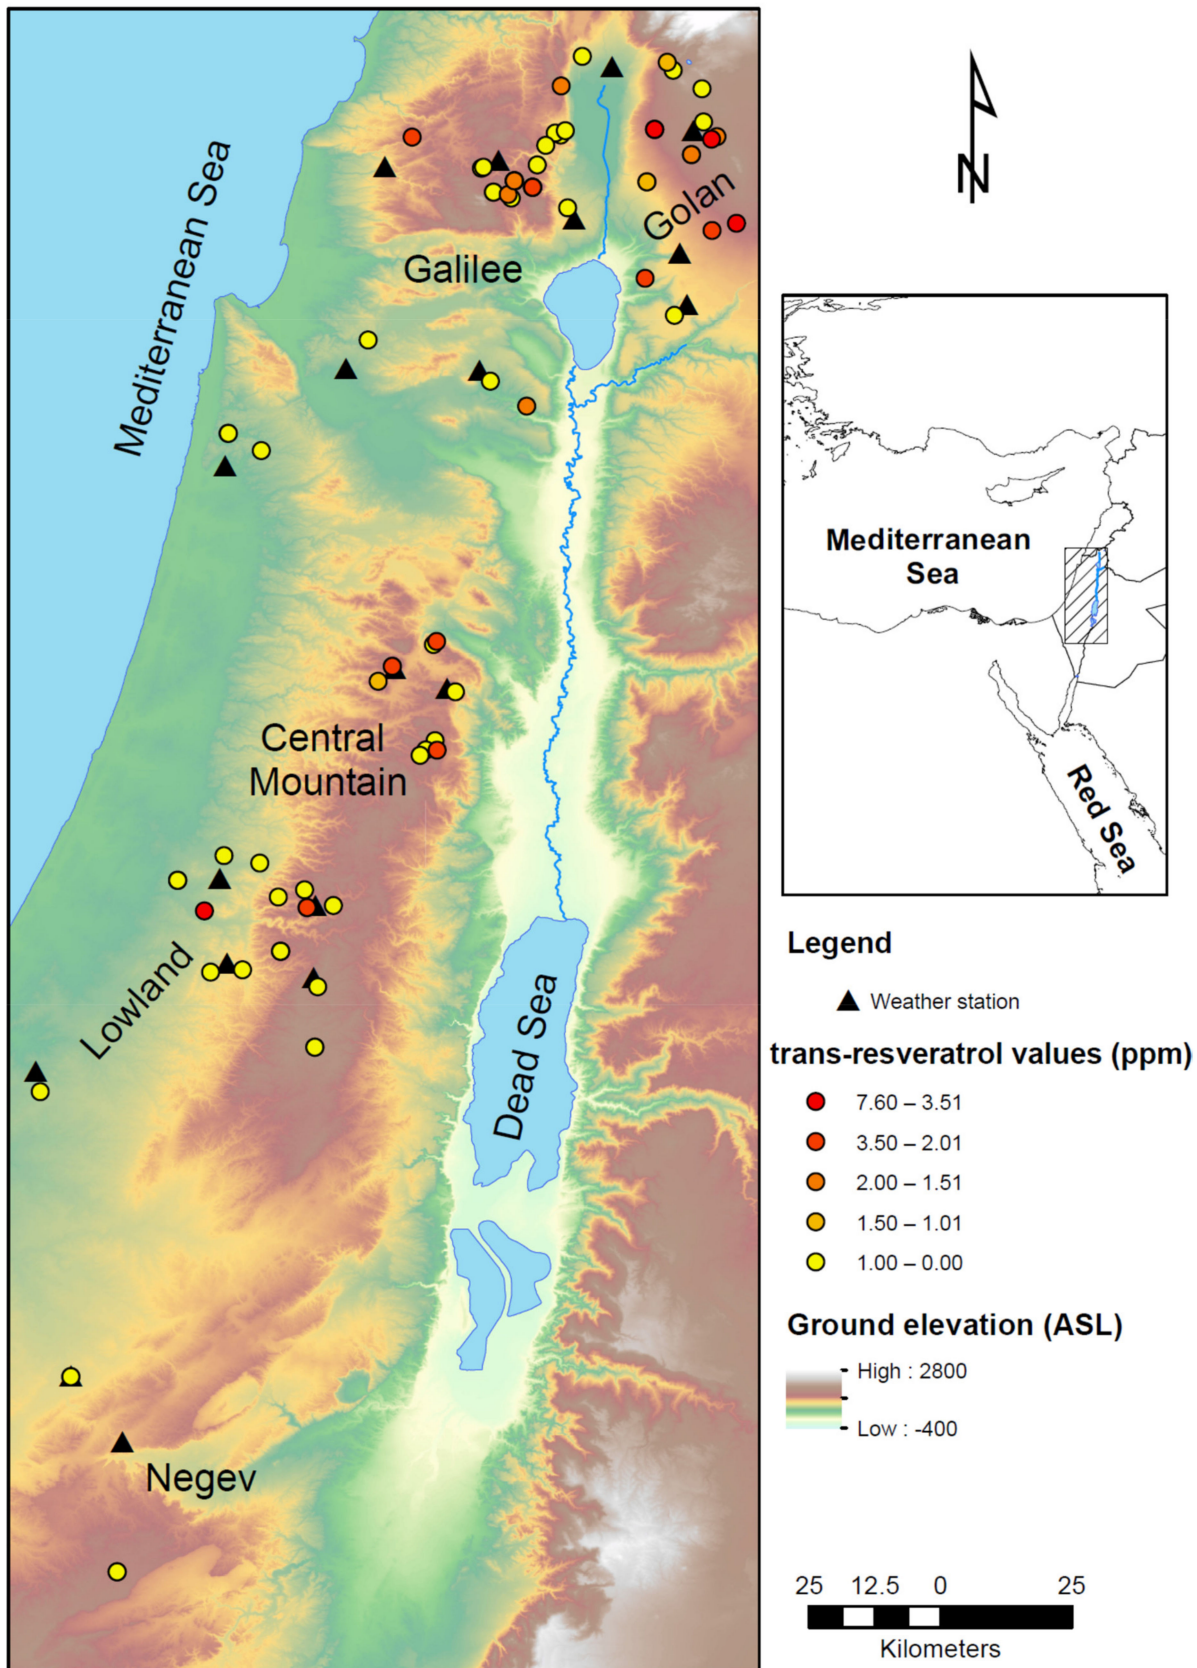 Mediterranean Sea
Golan
Galilee
Central
Mountain
Lowland
Dead Sea
Negev
N
Mediterranean
Sea
Red Sea
Legend
Weather station
trans-resveratrol values (ppm)
7.60 – 3.51
3.50 – 2.01
2.00 – 1.51
1.50 – 1.01
1.00 – 0.00
Ground elevation (ASL)
High : 2800
Low : -400
25 12.5 0 25
Kilometers